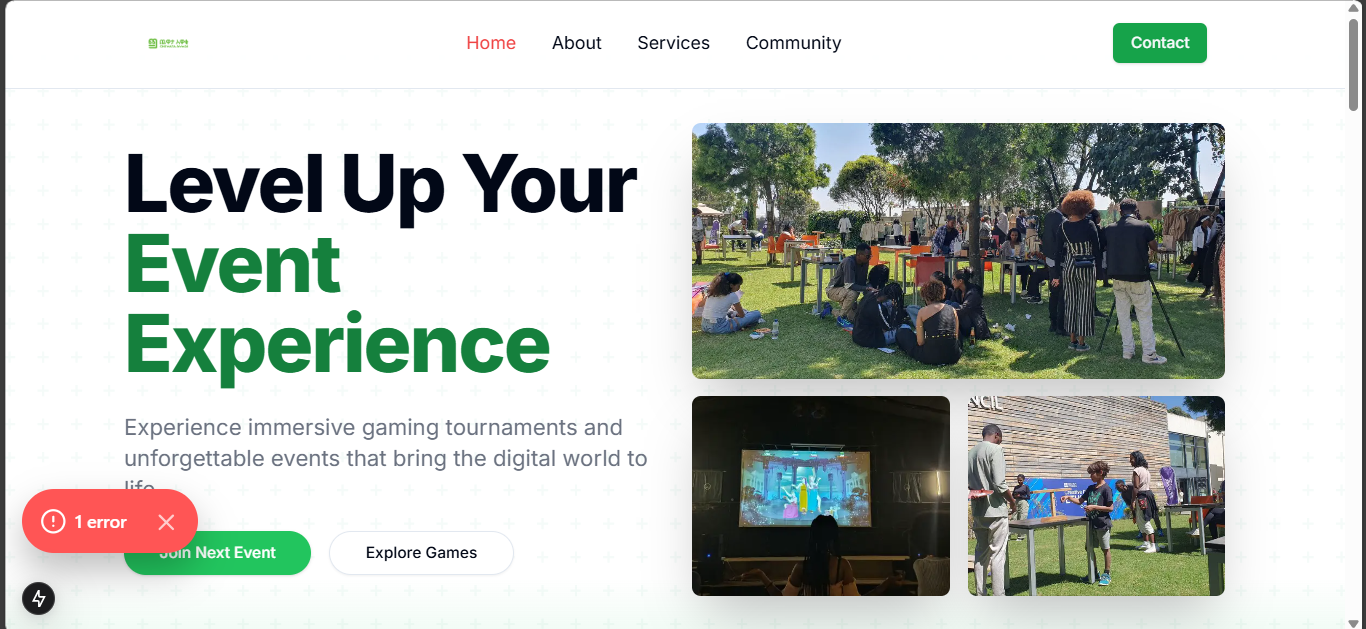 Home
About
Services
Community
Contact
Level Up Your
Event
Experience
Experience immersive gaming tournaments and
unforgettable events that bring the digital world to
life.
1 error
Join Next Event
Explore Games
NCIL